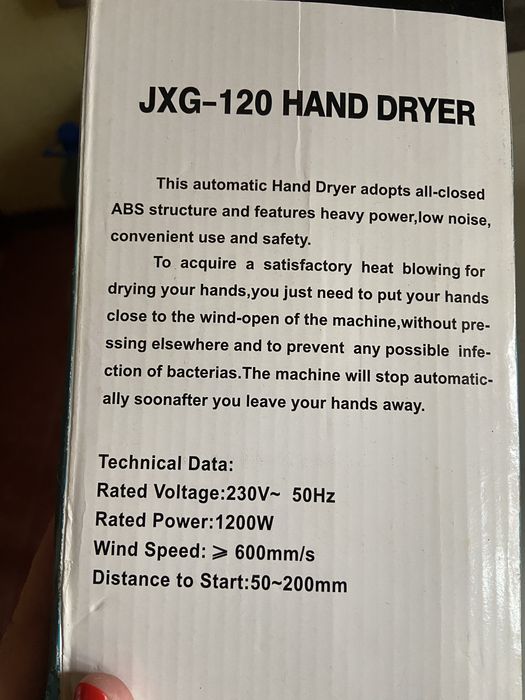 JXG-120 HAND DRYER
This automatic Hand Dryer adopts all-closed
ABS structure and features heavy power,low noise,
convenient use and safety.
To acquire a satisfactory heat blowing for
drying your hands,you just need to put your hands
close to the wind-open of the machine,without pre-
ssing elsewhere and to prevent any possible infe-
ction of bacterias.The machine will stop automatic-
ally soonafter you leave your hands away.
Technical Data:
Rated Voltage:230V~ 50Hz
Rated Power:1200W
Wind Speed: ⩾ 600mm/s
Distance to Start:50~200mm